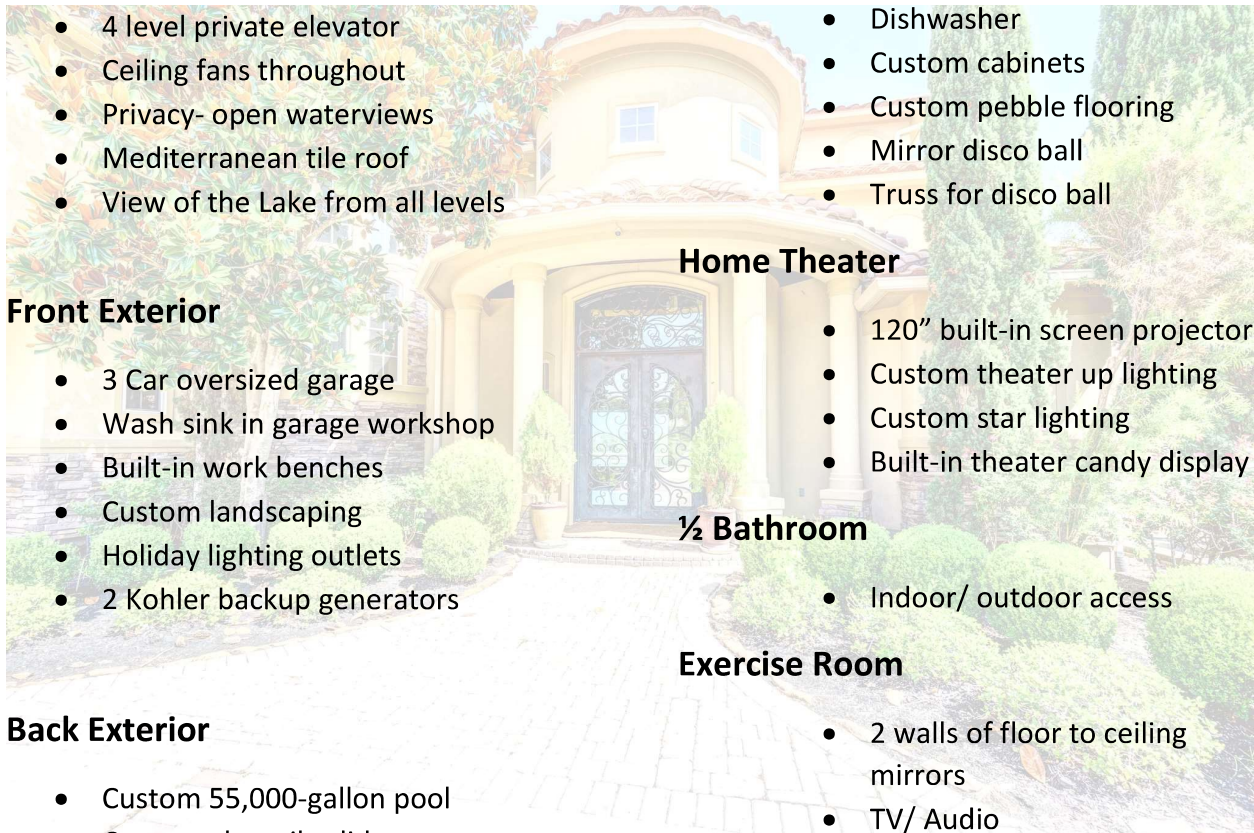 • 4 level private elevator
• Ceiling fans throughout
• Privacy- open waterviews
• Mediterranean tile roof
• View of the Lake from all levels
Front Exterior
• 3 Car oversized garage
• Wash sink in garage workshop
• Built-in work benches
• Custom landscaping
• Holiday lighting outlets
• 2 Kohler backup generators
Back Exterior
• Custom 55,000-gallon pool
• Dishwasher
• Custom cabinets
• Custom pebble flooring
• Mirror disco ball
• Truss for disco ball
Home Theater
• 120” built-in screen projector
• Custom theater up lighting
• Custom star lighting
• Built-in theater candy display
½ Bathroom
• Indoor/ outdoor access
Exercise Room
• 2 walls of floor to ceiling
mirrors
• TV/ Audio